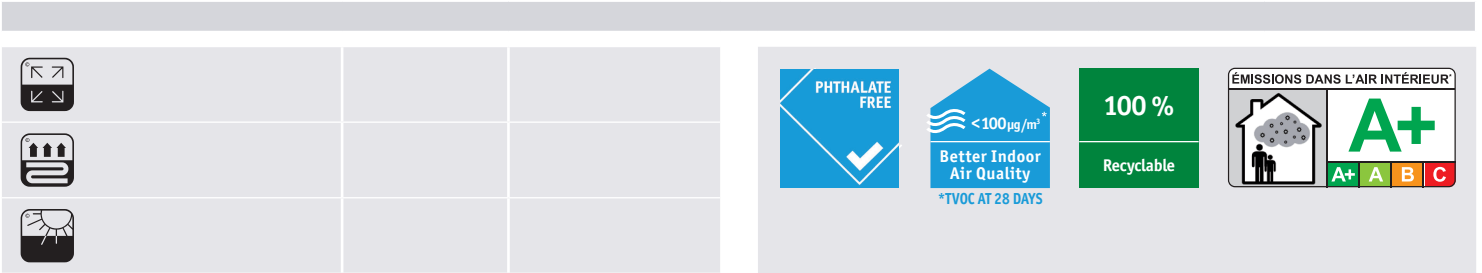 PHTHALATE
FREE
<100µg/m³*
Better Indoor
Air Quality
*TVOC AT 28 DAYS
100 %
Recyclable
ÉMISSIONS DANS L'AIR INTÉRIEUR*
A+
A+ A B C